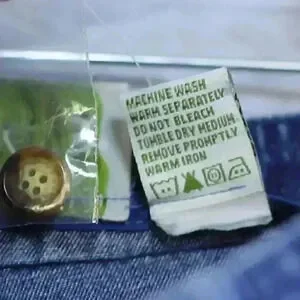 MACHINE WASH
WARM SEPARATELY
DO NOT BLEACH
TUMBLE DRY MEDIUM
REMOVE PROMPTLY
WARM IRON